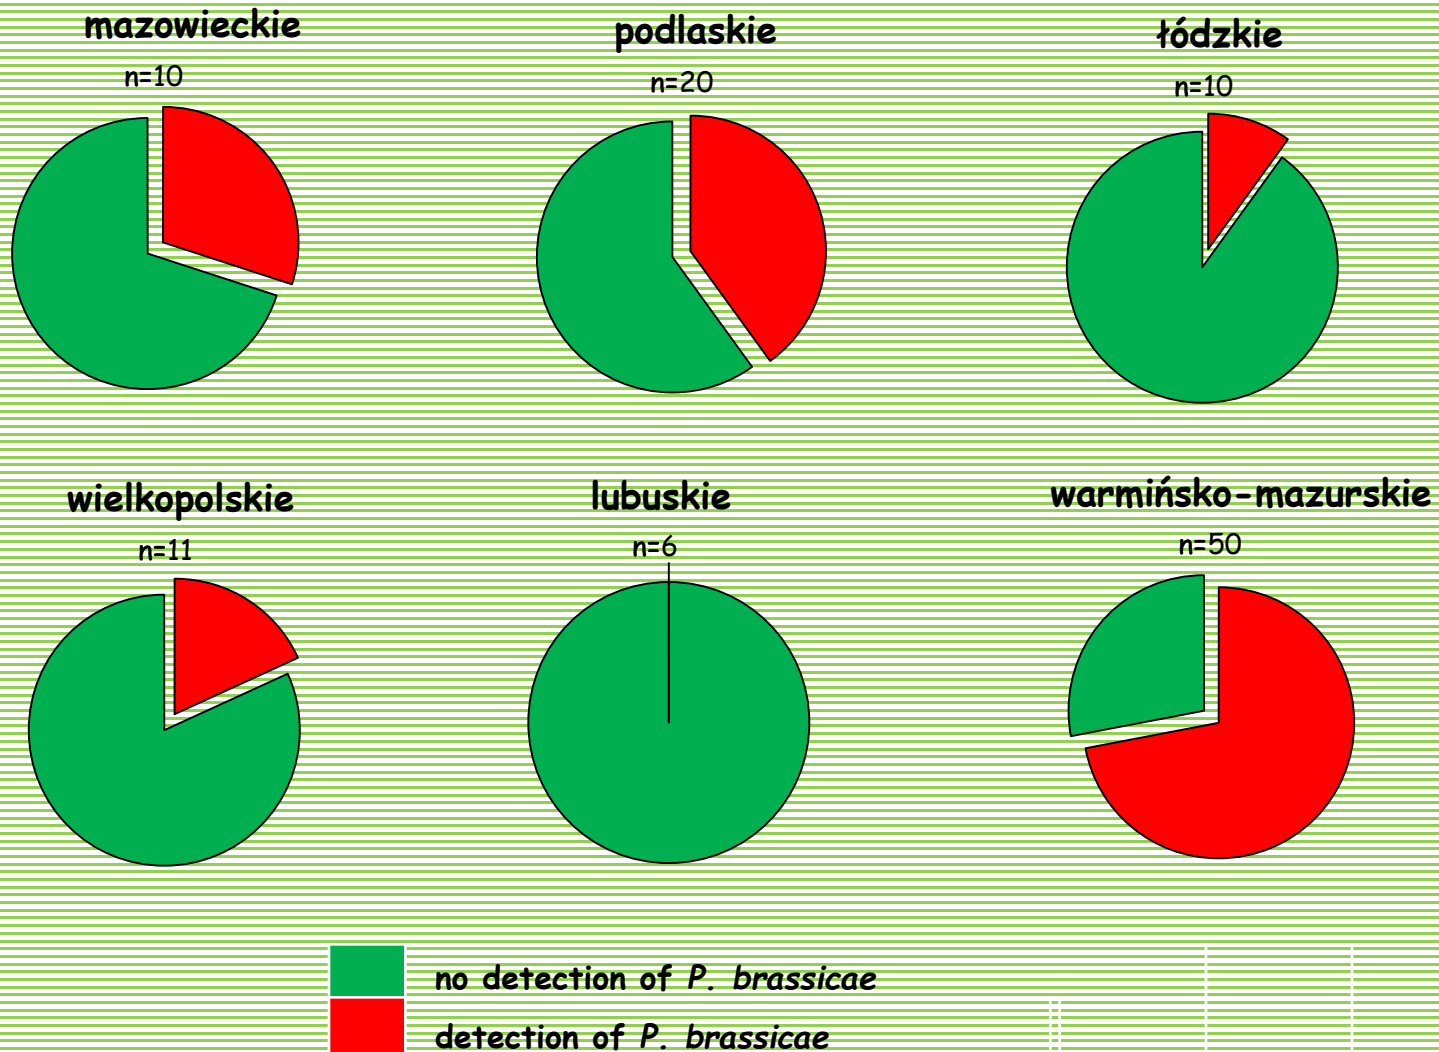 mazowieckie
n=10
podlaskie
n=20
łódzkie
n=10
wielkopolskie
n=11
lubuskie
n=6
warmińsko-mazurskie
n=50
no detection of P. brassicae
detection of P. brassicae